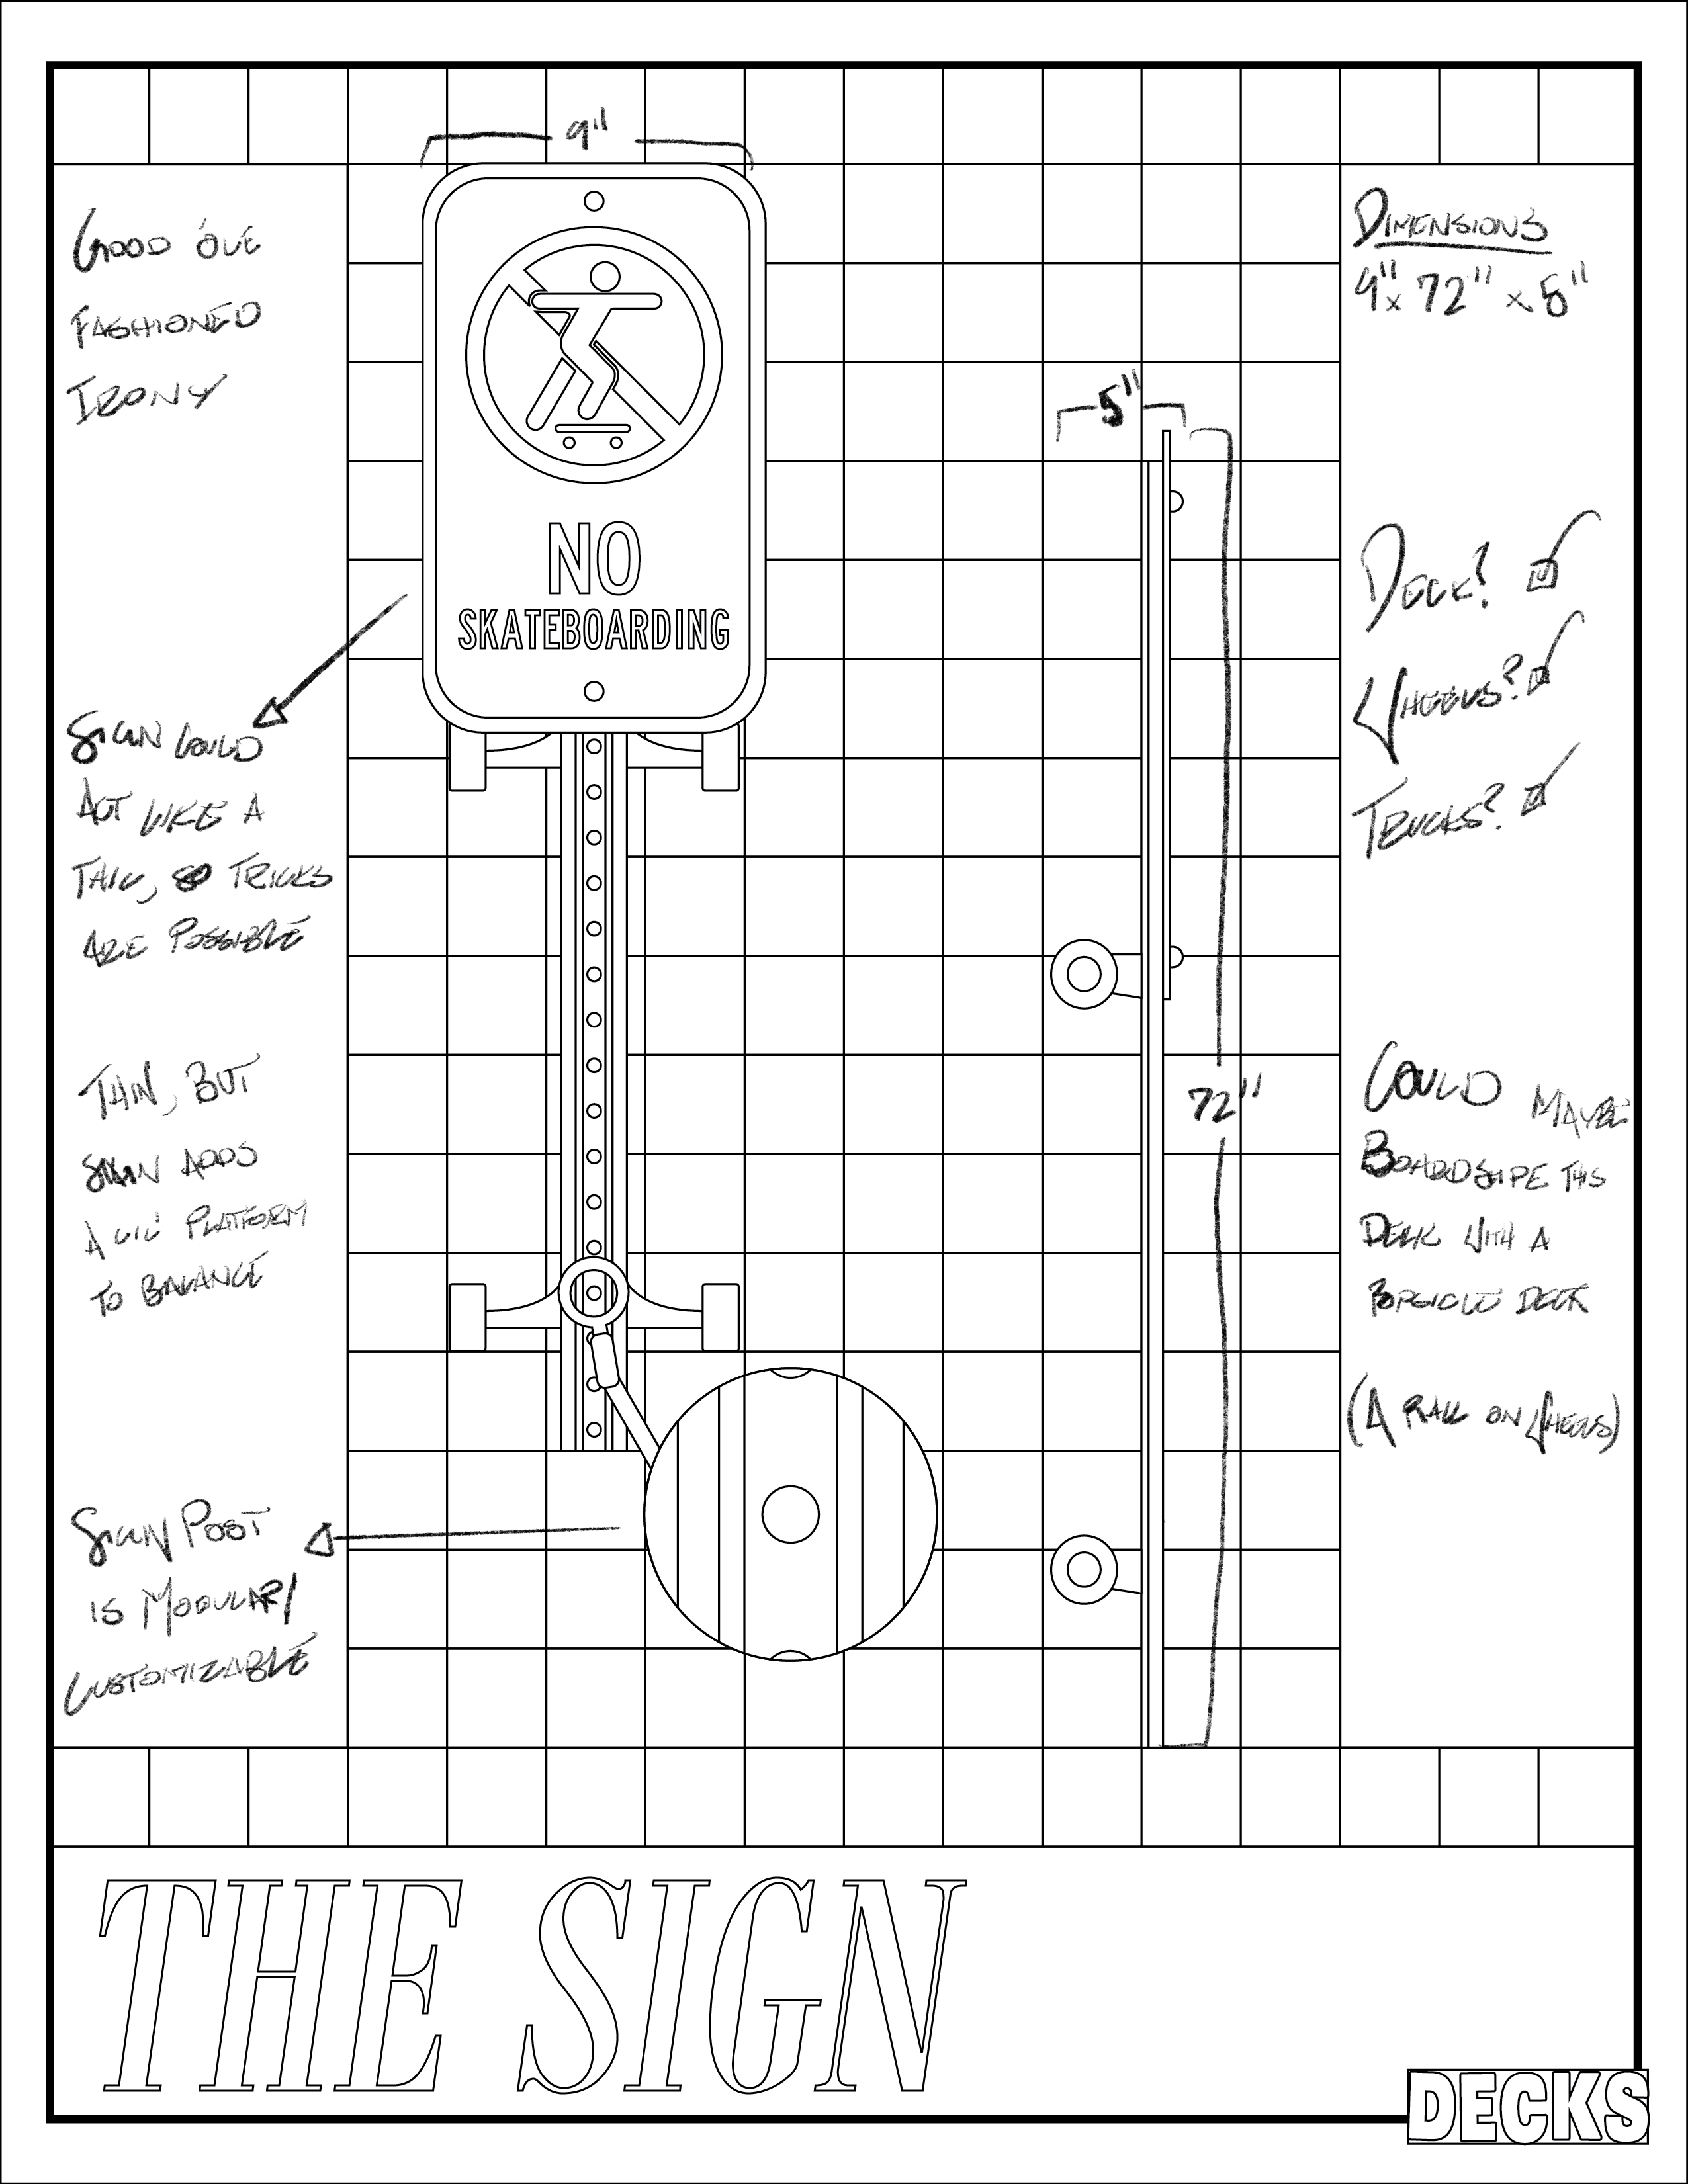 9"
GOOD 'OLE
FASHIONED
IRONY
NO
SKATEBOARDING
SIGN COULD
ACT LIKE A
TAIL, SO TRICKS
ARE POSSIBLE
THIN, BUT
SIGN ADDS
A LIL' PLATFORM
TO BALANCE
SIGN POST
IS MODULAR/
CUSTOMIZABLE
5"
72"
DIMENSIONS
9" x 72" x 5"
DECK?
WHEELS?
TRUCKS?
COULD MAYBE
BOARDSLIDE THIS
DECK WITH A
DECK
(A RAIL ON WHEELS)
THE SIGN
DECKS